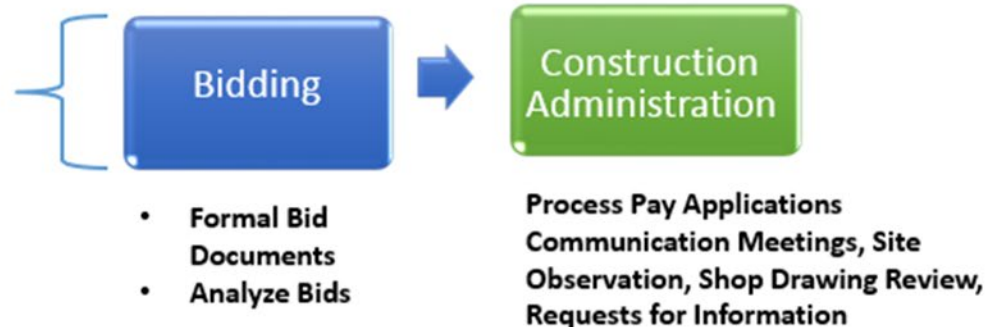 Bidding
Construction
Administration
• Formal Bid
Documents
• Analyze Bids
Process Pay Applications
Communication Meetings, Site
Observation, Shop Drawing Review,
Requests for Information